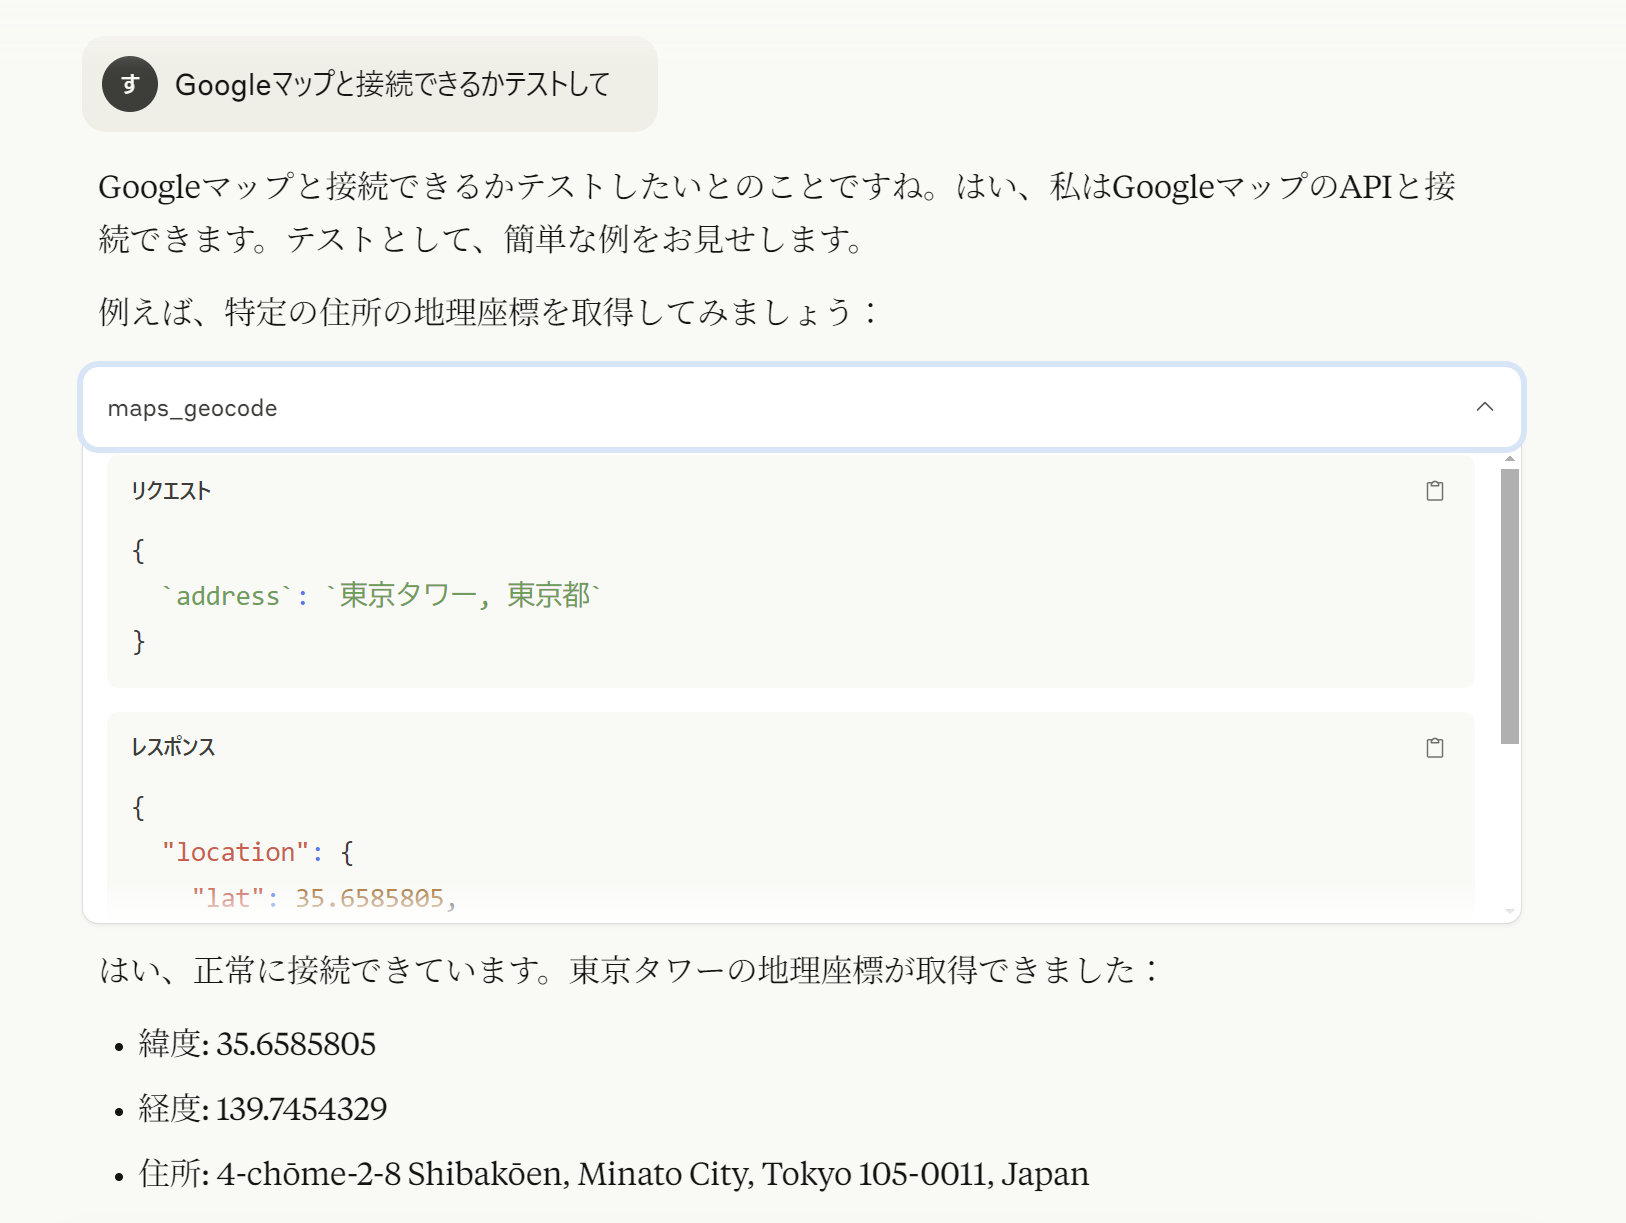 す Googleマップと接続できるかテストして
Googleマップと接続できるかテストしたいとのことですね。はい、私はGoogleマップのAPIと接
続できます。テストとして、簡単な例をお見せします。
例えば、特定の住所の地理座標を取得してみましょう：
maps_geocode
リクエスト
{
  `address`: `東京タワー, 東京都`
}
レスポンス
{
  "location": {
    "lat": 35.6585805,
はい、正常に接続できています。東京タワーの地理座標が取得できました：
• 緯度: 35.6585805
• 経度: 139.7454329
• 住所: 4-chōme-2-8 Shibakōen, Minato City, Tokyo 105-0011, Japan